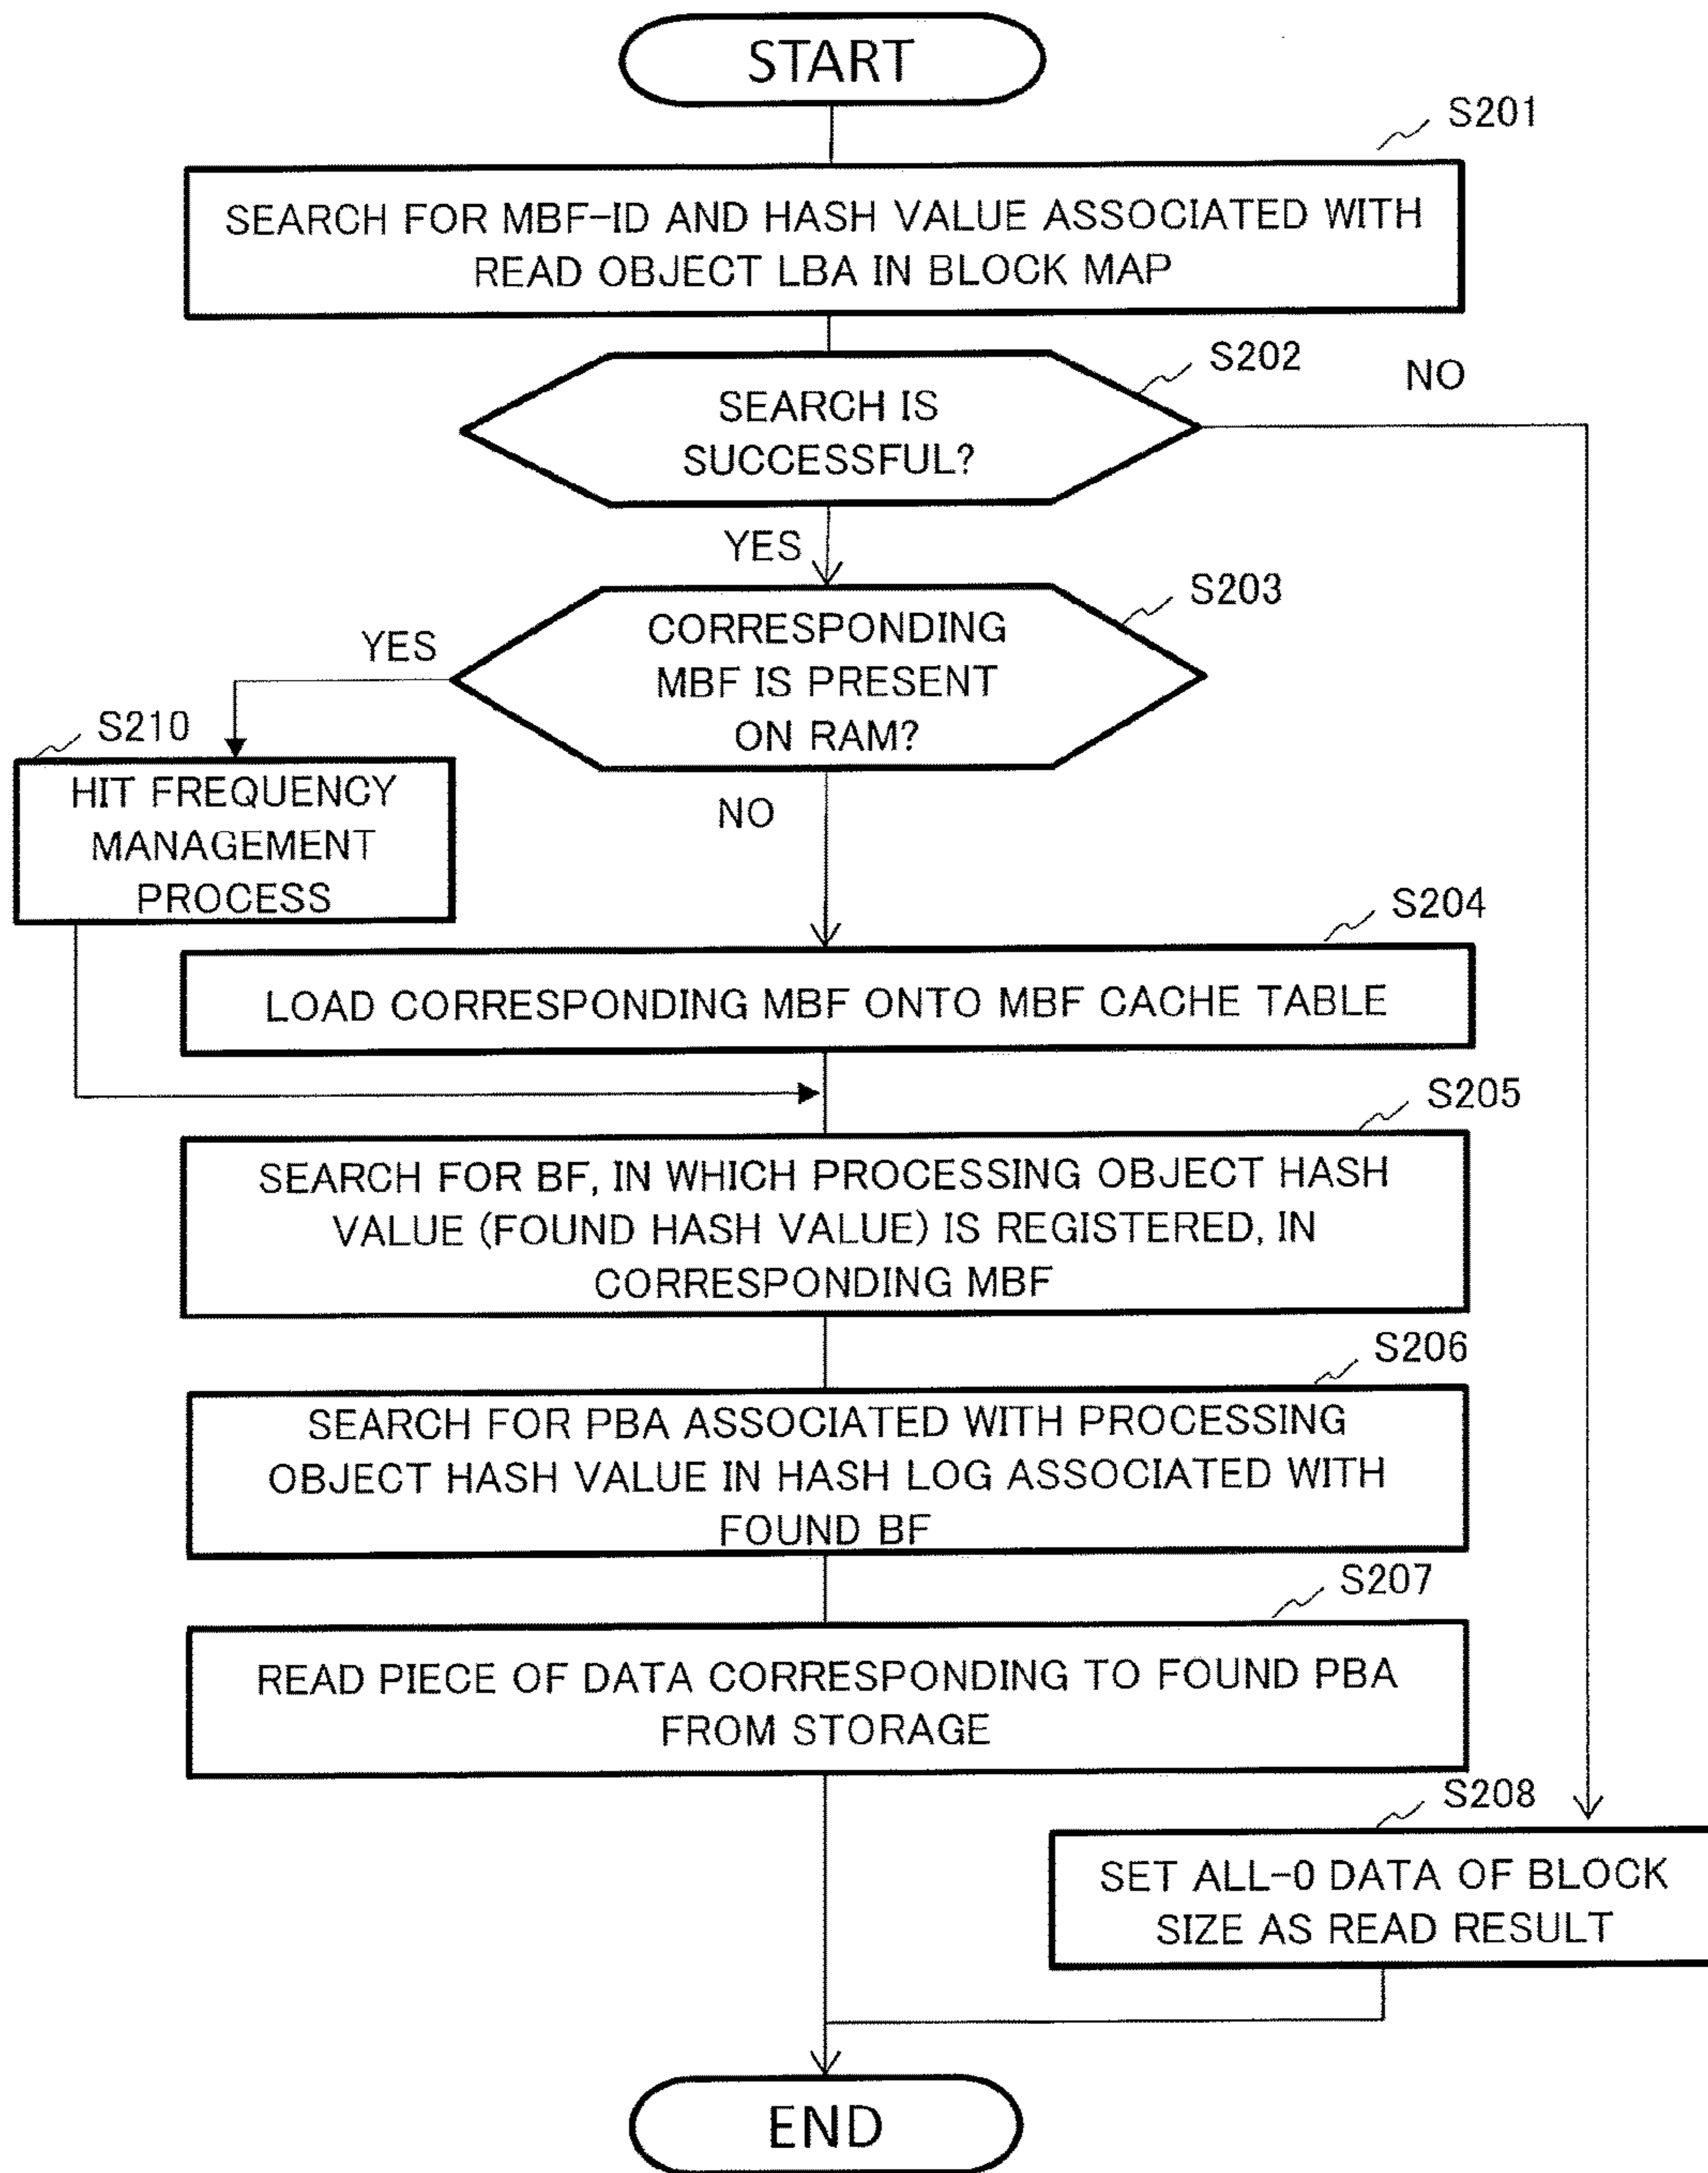 START
S201
SEARCH FOR MBF-ID AND HASH VALUE ASSOCIATED WITH
READ OBJECT LBA IN BLOCK MAP
S202
NO
SEARCH IS
SUCCESSFUL?
YES
S203
CORRESPONDING
MBF IS PRESENT
ON RAM?
YES
S210
HIT FREQUENCY
MANAGEMENT
PROCESS
NO
S204
LOAD CORRESPONDING MBF ONTO MBF CACHE TABLE
S205
SEARCH FOR BF, IN WHICH PROCESSING OBJECT HASH
VALUE (FOUND HASH VALUE) IS REGISTERED, IN
CORRESPONDING MBF
S206
SEARCH FOR PBA ASSOCIATED WITH PROCESSING
OBJECT HASH VALUE IN HASH LOG ASSOCIATED WITH
FOUND BF
S207
READ PIECE OF DATA CORRESPONDING TO FOUND PBA
FROM STORAGE
S208
SET ALL-0 DATA OF BLOCK
SIZE AS READ RESULT
END